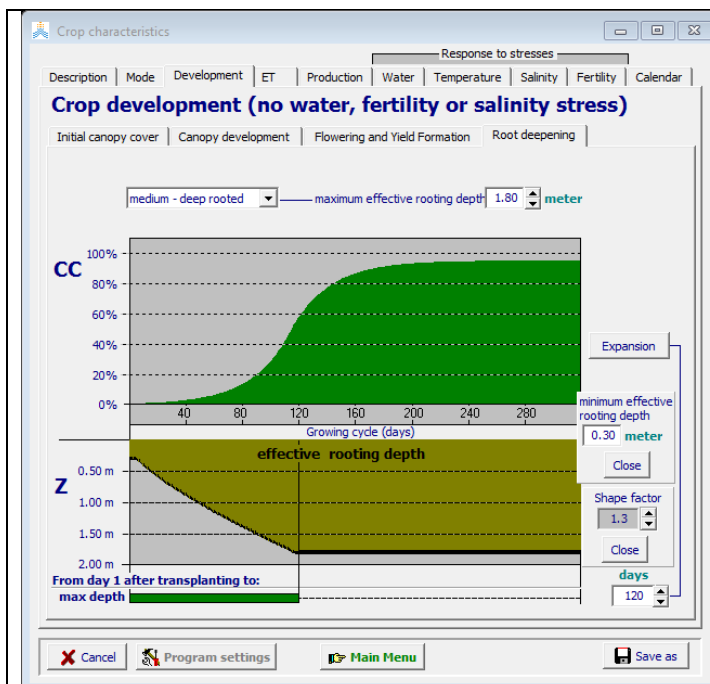 Crop characteristics
Response to stresses
Description Mode Development ET Production Water Temperature Salinity Fertility Calendar
Crop development (no water, fertility or salinity stress)
Initial canopy cover Canopy development Flowering and Yield Formation Root deepening
medium - deep rooted maximum effective rooting depth 1.80 meter
CC
100%
80%
60%
40%
20%
0%
40 80 120 160 200 240 280
Growing cycle (days)
Expansion
minimum effective
rooting depth
0.30 meter
Close
effective rooting depth
Z
0.50 m
1.00 m
1.50 m
2.00 m
Shape factor
1.3
Close
From day 1 after transplanting to:
max depth
days
120
Cancel Program settings Main Menu Save as